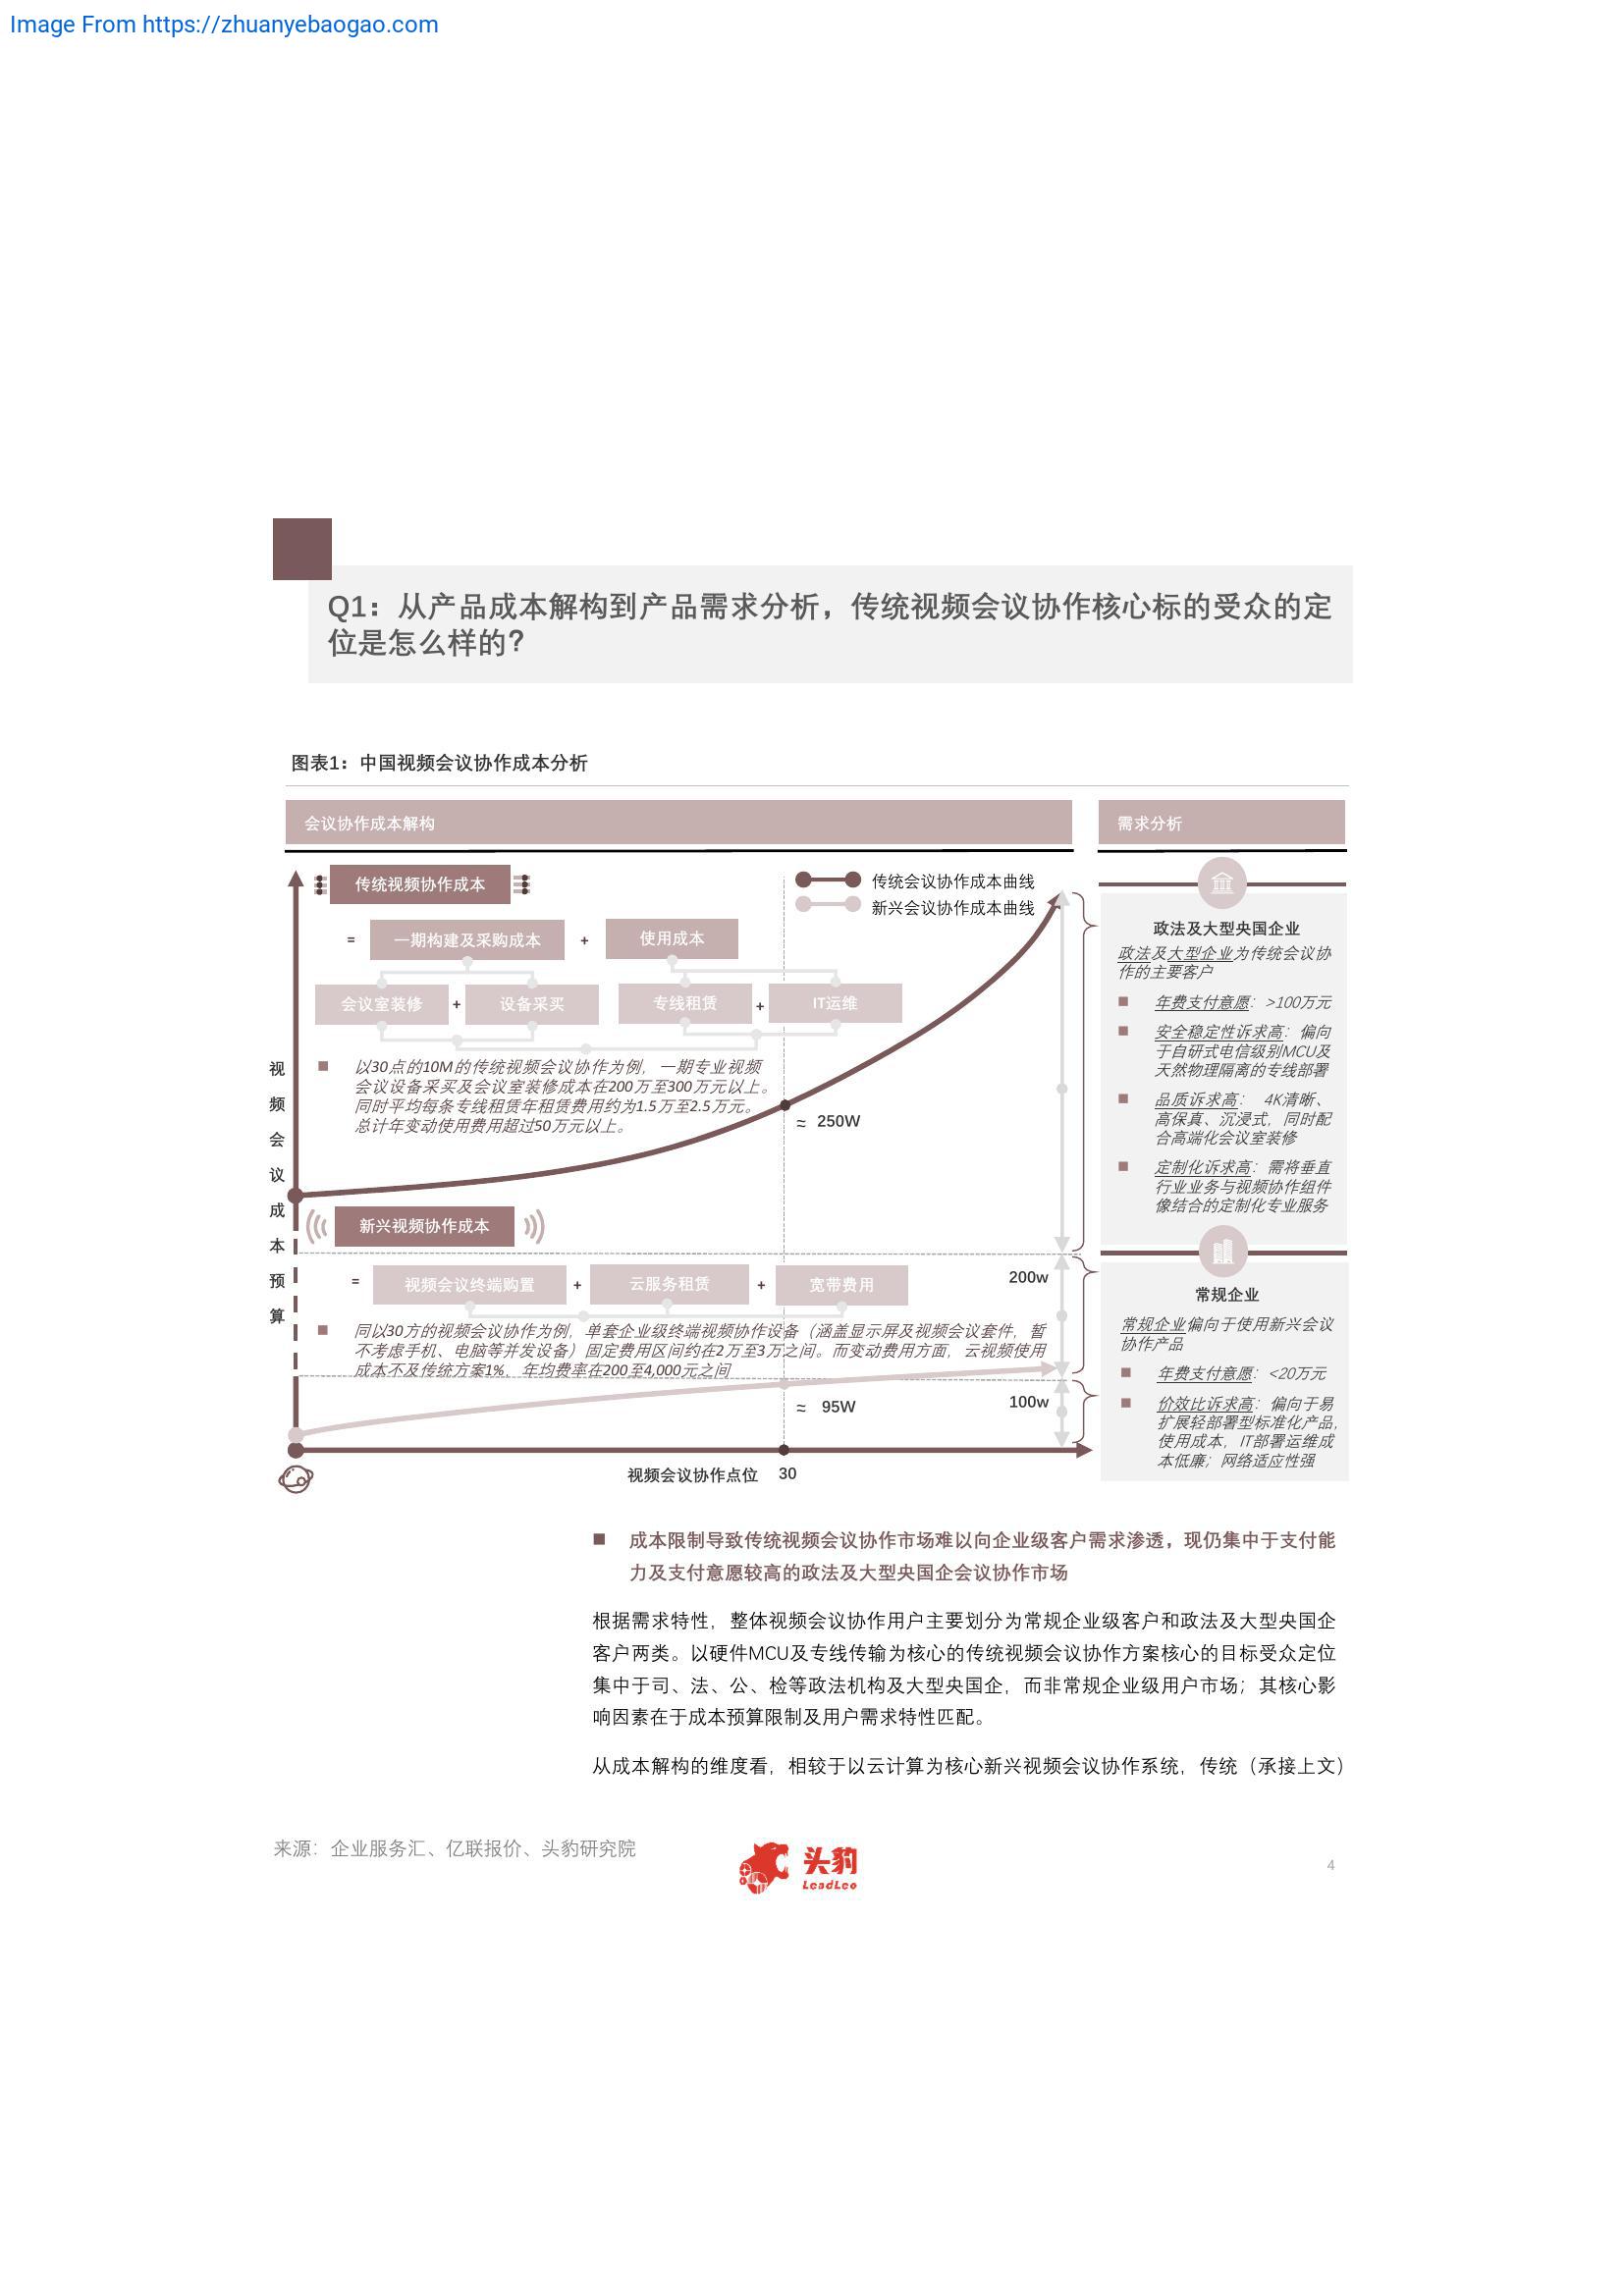 Image From https://zhuanyebaogao.com
Q1：从产品成本解构到产品需求分析，传统视频会议协作核心标的受众的定
位是怎么样的?
图表1：中国视频会议协作成本分析
会议协作成本解构
需求分析
传统视频协作成本
传统会议协作成本曲线
新兴会议协作成本曲线
= 一期构建及采购成本 + 使用成本
会议室装修 + 设备采买 专线租赁 + IT运维
以30点的10M的传统视频会议协作为例，一期专业视频
会议设备采买及会议室装修成本在200万至300万元以上。
同时平均每条专线租赁年租赁费用约为1.5万至2.5万元。
总计年变动使用费用超过50万元以上。
≈ 250W
视
频
会
议
成
本
预
算
新兴视频协作成本
= 视频会议终端购置 + 云服务租赁 + 宽带费用
200w
同以30方的视频会议协作为例，单套企业级终端视频协作设备（涵盖显示屏及视频会议套件，暂
不考虑手机、电脑等并发设备）固定费用区间约在2万至3万之间。而变动费用方面，云视频使用
成本不及传统方案1%、年均费率在200至4,000元之间
≈ 95W
100w
视频会议协作点位 30
政法及大型央国企业
政法及大型企业为传统会议协
作的主要客户
年费支付意愿：>100万元
安全稳定性诉求高：偏向
于自研式电信级别MCU及
天然物理隔离的专线部署
品质诉求高： 4K清晰、
高保真、沉浸式，同时配
合高端化会议室装修
定制化诉求高：需将垂直
行业业务与视频协作组件
像结合的定制化专业服务
常规企业
常规企业偏向于使用新兴会议
协作产品
年费支付意愿：<20万元
价效比诉求高：偏向于易
扩展轻部署型标准化产品，
使用成本，IT部署运维成
本低廉；网络适应性强
成本限制导致传统视频会议协作市场难以向企业级客户需求渗透，现仍集中于支付能
力及支付意愿较高的政法及大型央国企会议协作市场
根据需求特性，整体视频会议协作用户主要划分为常规企业级客户和政法及大型央国企
客户两类。以硬件MCU及专线传输为核心的传统视频会议协作方案核心的目标受众定位
集中于司、法、公、检等政法机构及大型央国企，而非常规企业级用户市场；其核心影
响因素在于成本预算限制及用户需求特性匹配。
从成本解构的维度看，相较于以云计算为核心新兴视频会议协作系统，传统（承接上文）
来源：企业服务汇、亿联报价、头豹研究院
头豹
LeadLeo
4